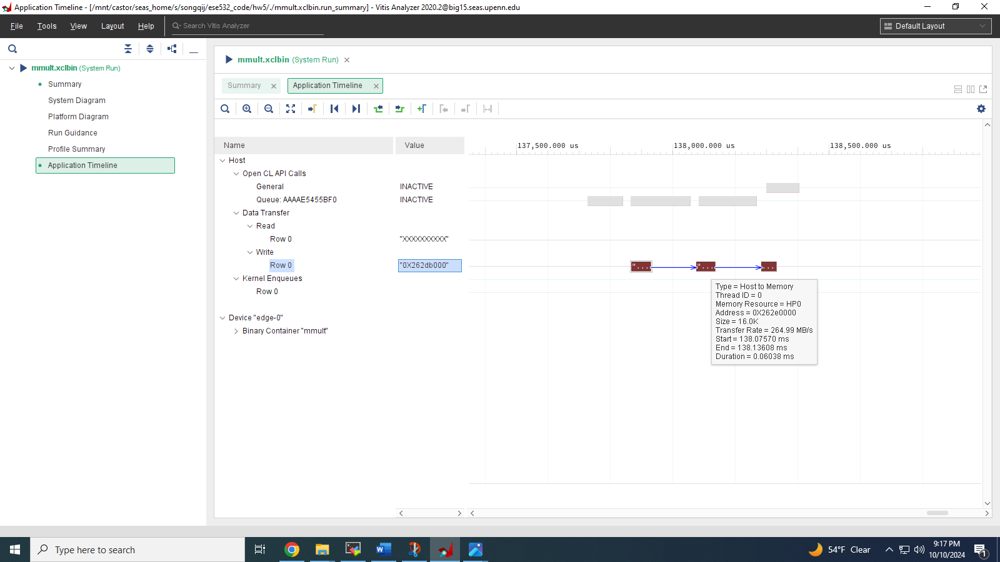 Application Timeline - [/mnt/castor/seas_home/s/songqij/ese532_code/hw5/./mmult.xclbin.run_summary] - Vitis Analyzer 2020.2@big15.seas.upenn.edu
File Tools View Layout Help Search Vitis Analyzer Default Layout
mmult.xclbin (System Run)
Summary
System Diagram
Platform Diagram
Run Guidance
Profile Summary
Application Timeline
mmult.xclbin (System Run)
Summary Application Timeline
Name Value 137,500.000 us 138,000.000 us 138,500.000 us
Host
Open CL API Calls
General INACTIVE
Queue: AAAAE5455BF0 INACTIVE
Data Transfer
Read
Row 0 "XXXXXXXXXX"
Write
Row 0 "0X262db000" "... "... ...
Kernel Enqueues
Row 0
Device "edge-0"
Binary Container "mmult"
Type = Host to Memory
Thread ID = 0
Memory Resource = HP0
Address = 0X262e0000
Size = 16.0K
Transfer Rate = 264.99 MB/s
Start = 138.07570 ms
End = 138.13608 ms
Duration = 0.06038 ms
Type here to search
54°F Clear
9:17 PM
10/10/2024
1